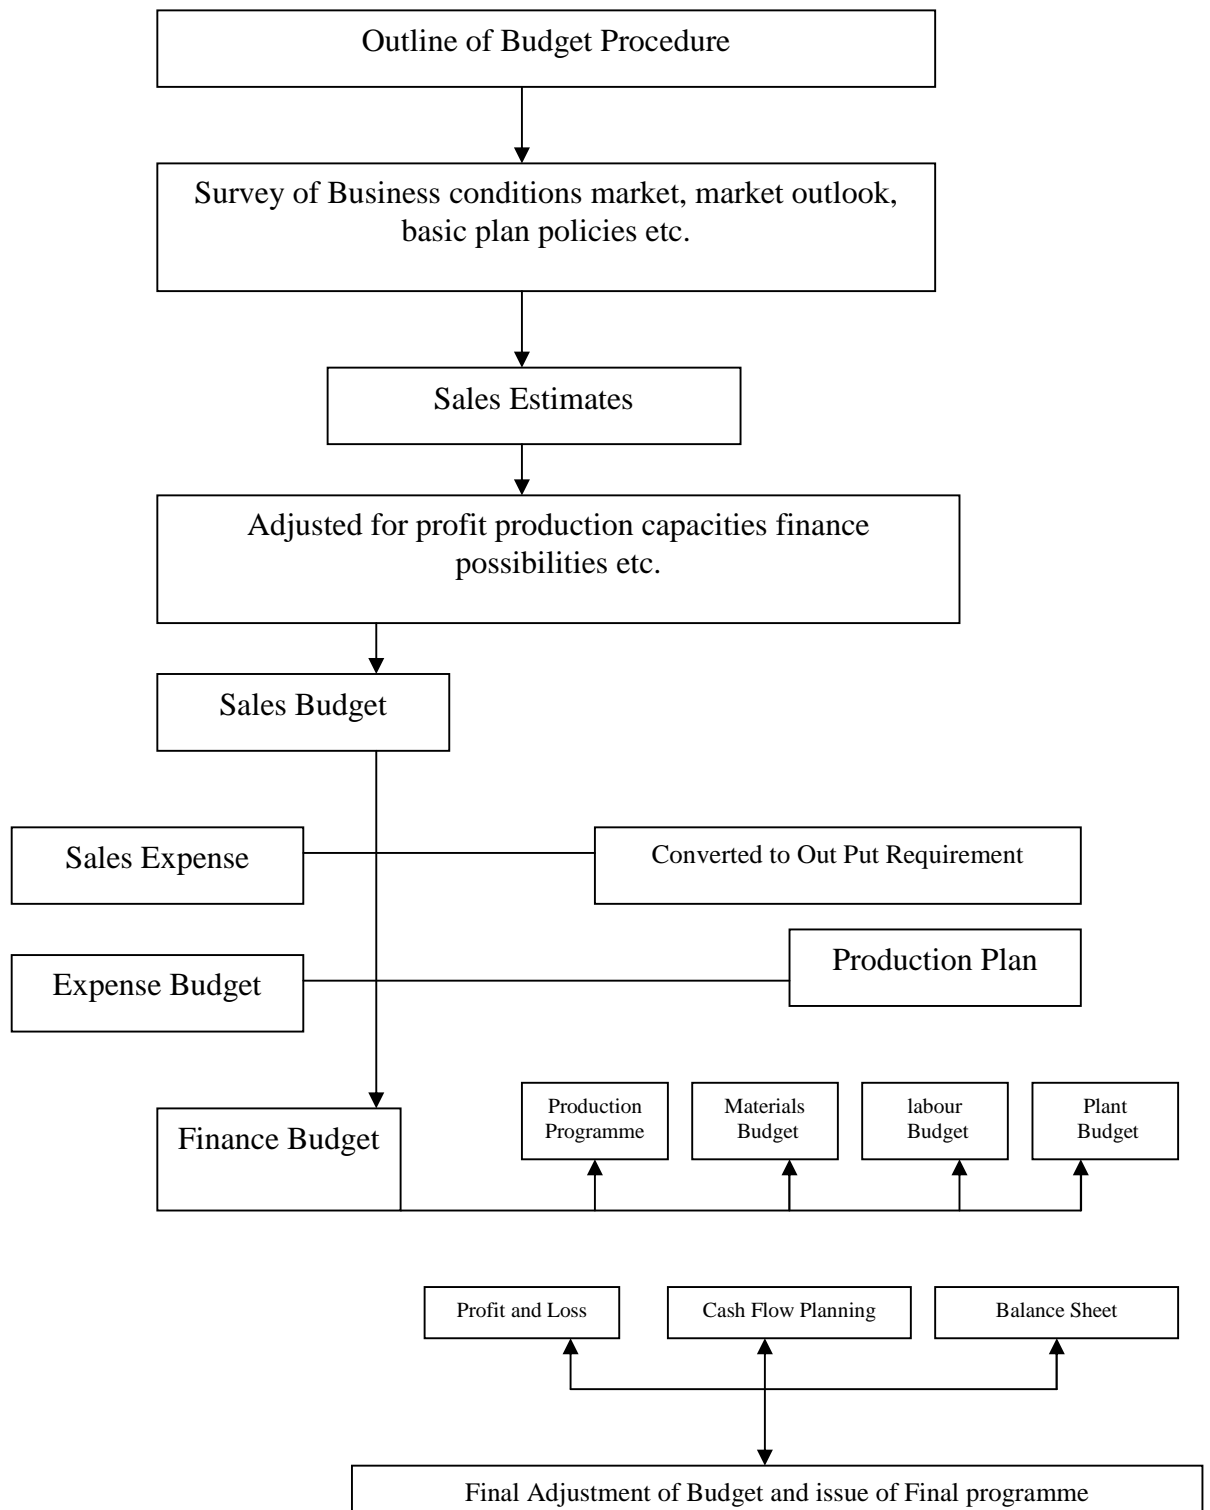 Outline of Budget Procedure
Survey of Business conditions market, market outlook,
basic plan policies etc.
Sales Estimates
Adjusted for profit production capacities finance
possibilities etc.
Sales Budget
Sales Expense
Converted to Out Put Requirement
Expense Budget
Production Plan
Finance Budget
Production
Programme
Materials
Budget
labour
Budget
Plant
Budget
Profit and Loss
Cash Flow Planning
Balance Sheet
Final Adjustment of Budget and issue of Final programme